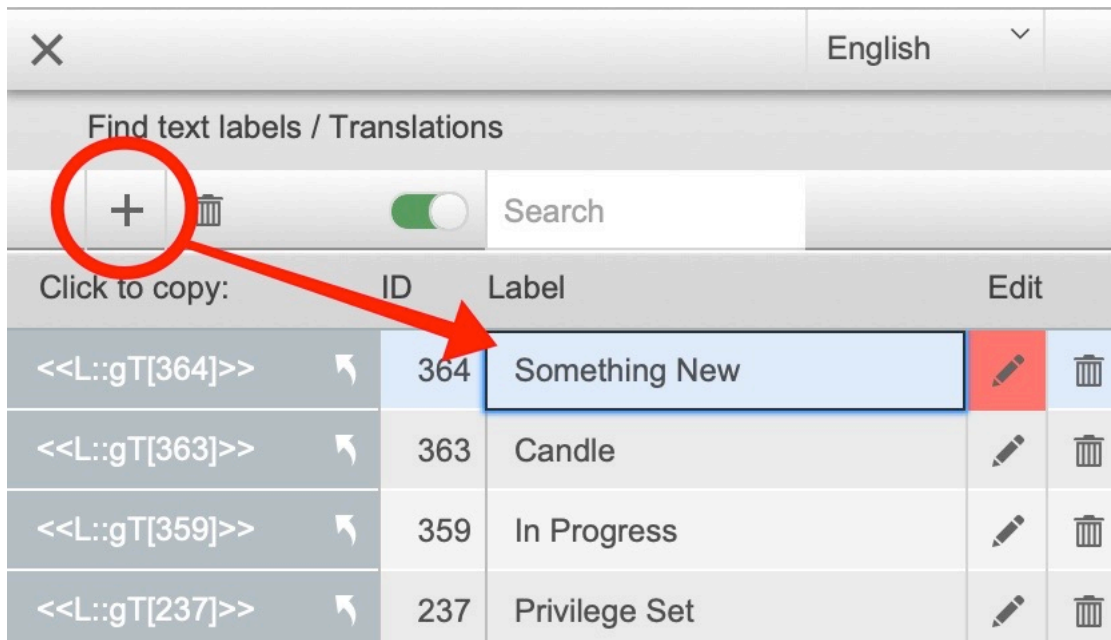 English
Find text labels / Translations
Search
Click to copy: ID Label Edit
<<L::gT[364]>> 364 Something New
<<L::gT[363]>> 363 Candle
<<L::gT[359]>> 359 In Progress
<<L::gT[237]>> 237 Privilege Set